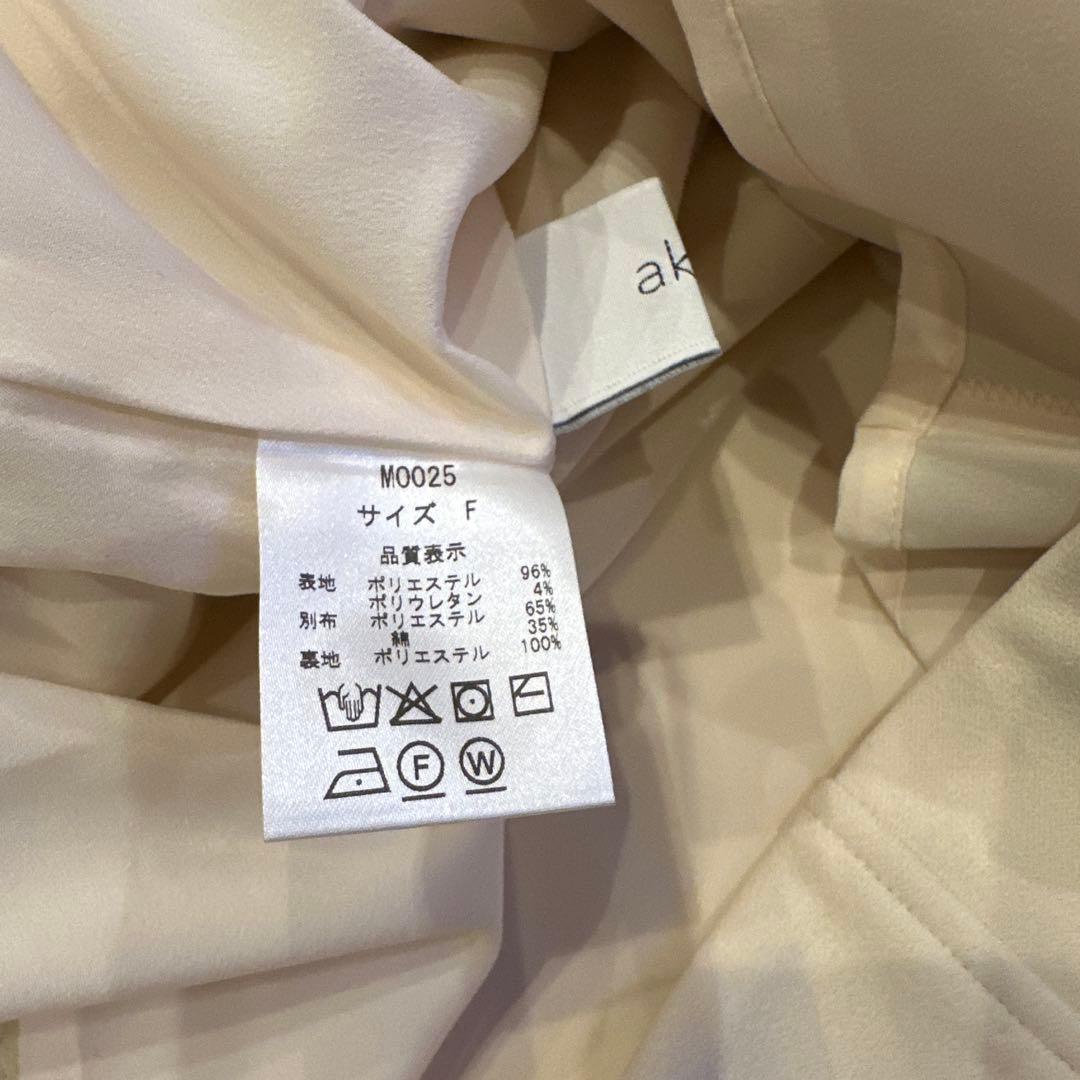 ak
M0025
サイズ F
品質表示
表地 ポリエステル 96%
ポリウレタン 4%
別布 ポリエステル 65%
綿 35%
裏地 ポリエステル 100%
F W